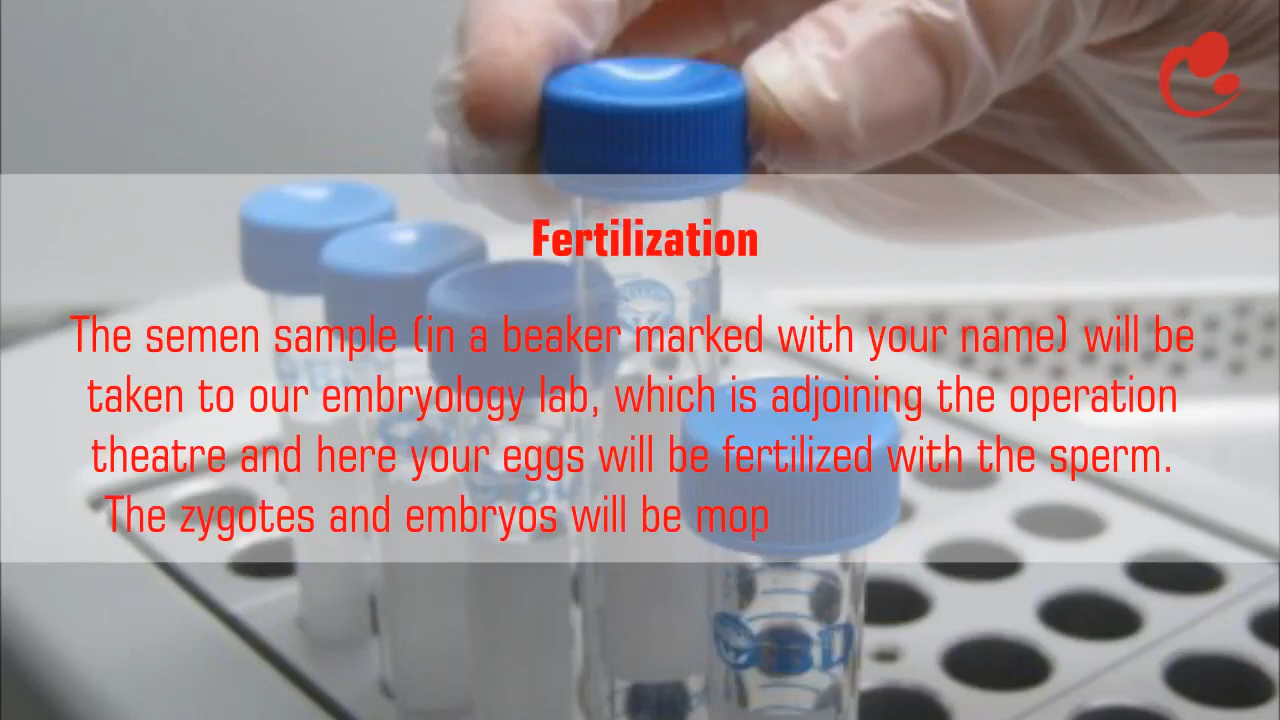 Fertilization
The semen sample (in a beaker marked with your name) will be
taken to our embryology lab, which is adjoining the operation
theatre and here your eggs will be fertilized with the sperm.
The zygotes and embryos will be mop
BD